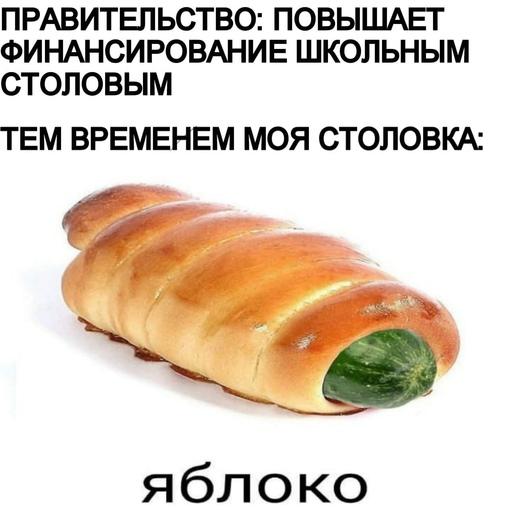 ПРАВИТЕЛЬСТВО: ПОВЫШАЕТ
ФИНАНСИРОВАНИЕ ШКОЛЬНЫМ
СТОЛОВЫМ
ТЕМ ВРЕМЕНЕМ МОЯ СТОЛОВКА:
яблоко